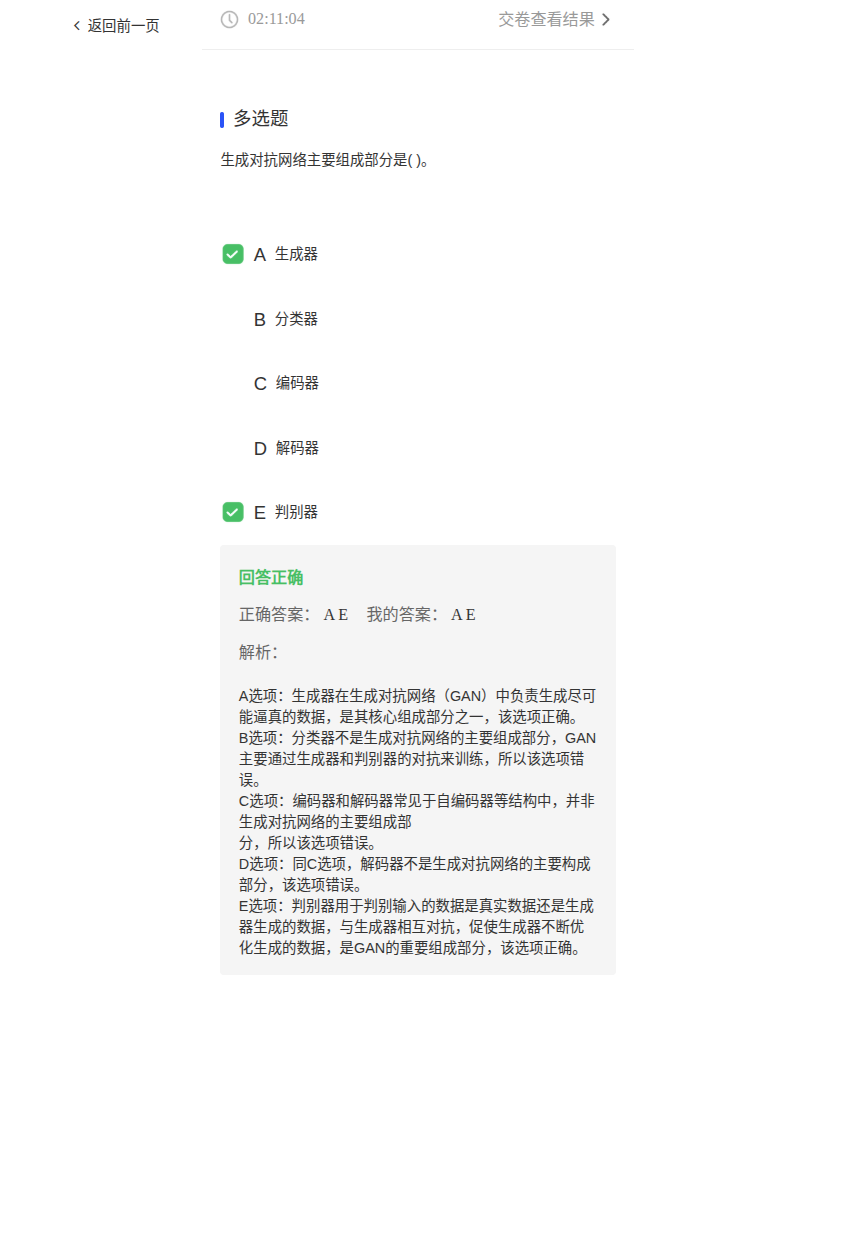 返回前一页
02:11:04
交卷查看结果
多选题
生成对抗网络主要组成部分是( )。
A 生成器
B 分类器
C 编码器
D 解码器
E 判别器
回答正确
正确答案： A E 我的答案： A E
解析：
A选项：生成器在生成对抗网络（GAN）中负责生成尽可
能逼真的数据，是其核心组成部分之一，该选项正确。
B选项：分类器不是生成对抗网络的主要组成部分，GAN
主要通过生成器和判别器的对抗来训练，所以该选项错
误。
C选项：编码器和解码器常见于自编码器等结构中，并非
生成对抗网络的主要组成部
分，所以该选项错误。
D选项：同C选项，解码器不是生成对抗网络的主要构成
部分，该选项错误。
E选项：判别器用于判别输入的数据是真实数据还是生成
器生成的数据，与生成器相互对抗，促使生成器不断优
化生成的数据，是GAN的重要组成部分，该选项正确。